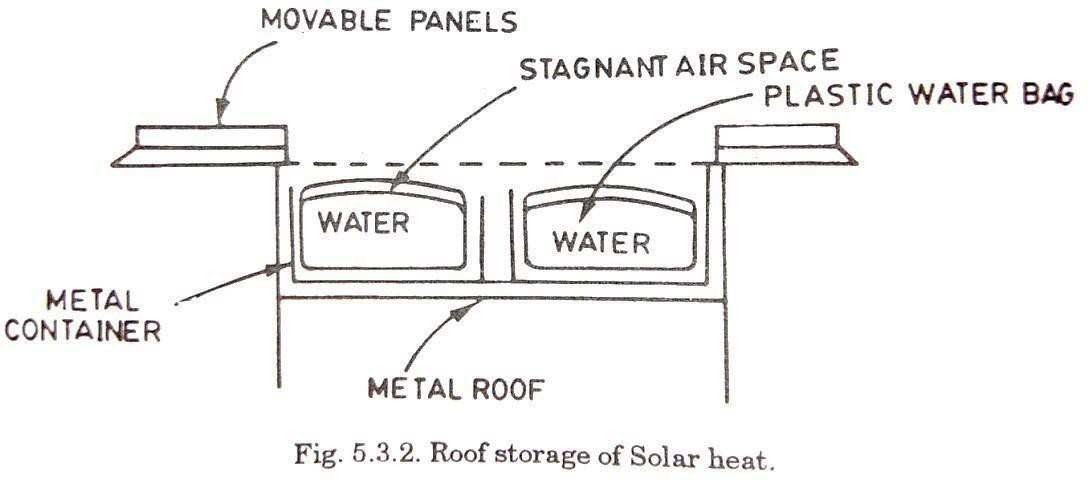 MOVABLE PANELS
STAGNANT AIR SPACE
PLASTIC WATER BAG
WATER
WATER
METAL
CONTAINER
METAL ROOF
Fig. 5.3.2. Roof storage of Solar heat.